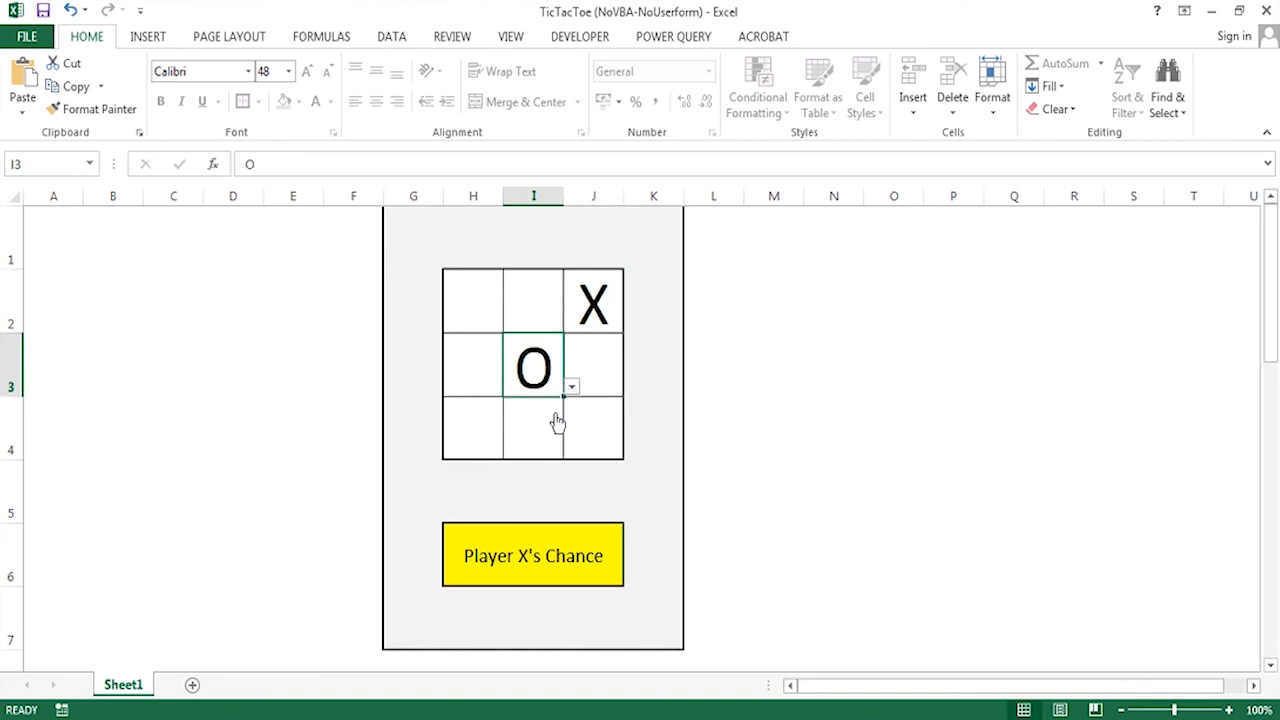 TicTacToe (NoVBA-NoUserform) - Excel
?
FILE HOME INSERT PAGE LAYOUT FORMULAS DATA REVIEW VIEW DEVELOPER POWER QUERY ACROBAT Sign in
Paste
Cut
Copy
Format Painter
Clipboard
Calibri 48
B I U A
Font
Wrap Text
Merge & Center
Alignment
General
%
Number
Conditional Formatting
Format as Table
Cell Styles
Styles
Insert
Delete
Format
Cells
AutoSum
Fill
Clear
Sort & Filter
Find & Select
Editing
I3 fx O
A B C D E F G H I J K L M N O P Q R S T U
1
2
X
3
O
4
5
6
Player X's Chance
7
Sheet1
READY 100%